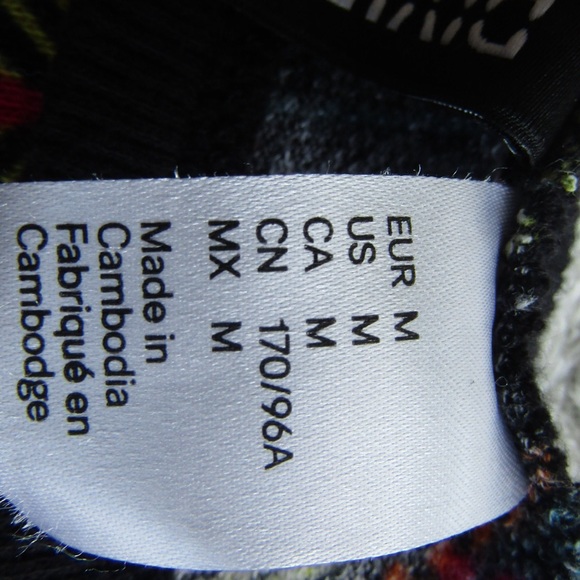 EUR M
US M
CA M
CN 170/96A
MX M
Made in
Cambodia
Fabriqué en
Cambodge